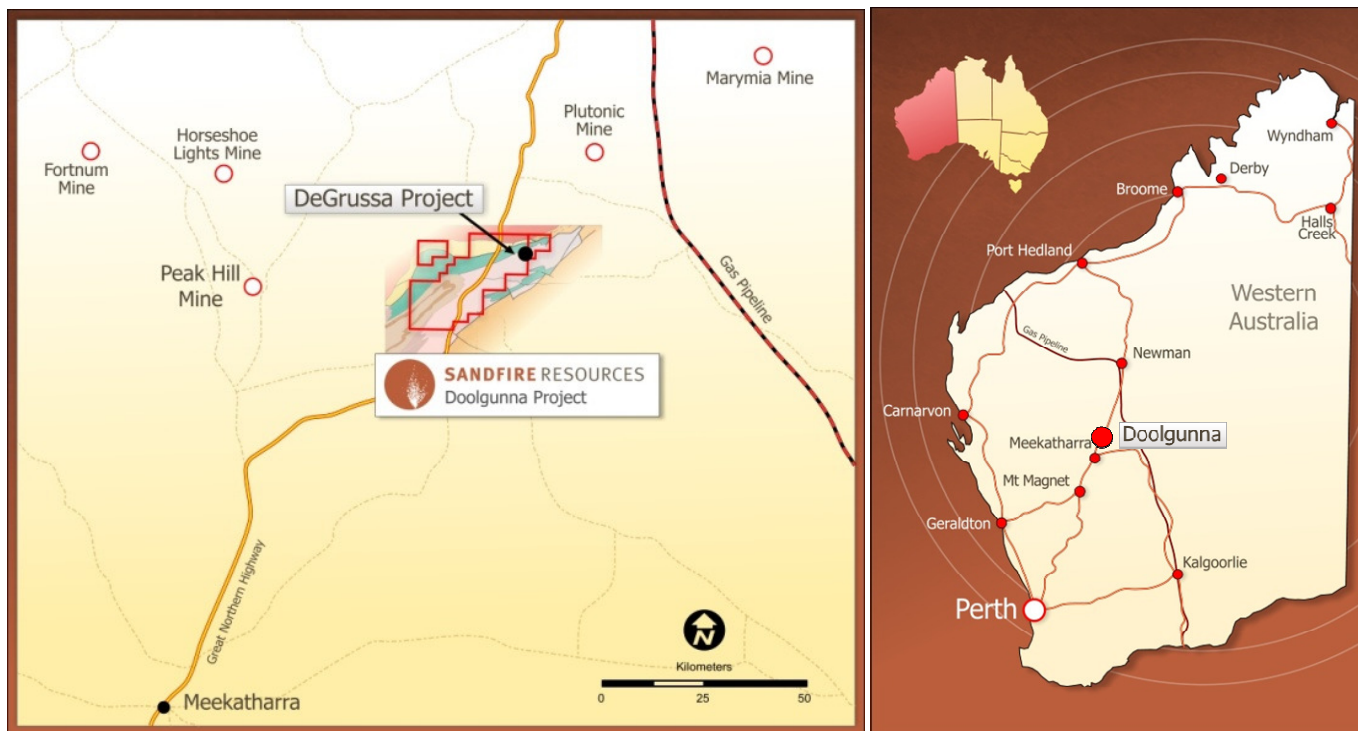 Marymia Mine
Plutonic
Mine
Horseshoe
Lights Mine
Fortnum
Mine
DeGrussa Project
Peak Hill
Mine
Gas Pipeline
SANDFIRE RESOURCES
Doolgunna Project
Great Northern Highway
N
Kilometers
0 25 50
Meekatharra
Wyndham
Derby
Broome
Halls
Creek
Port Hedland
Western
Australia
Gas Pipeline
Newman
Carnarvon
Doolgunna
Meekatharra
Mt Magnet
Geraldton
Kalgoorlie
Perth